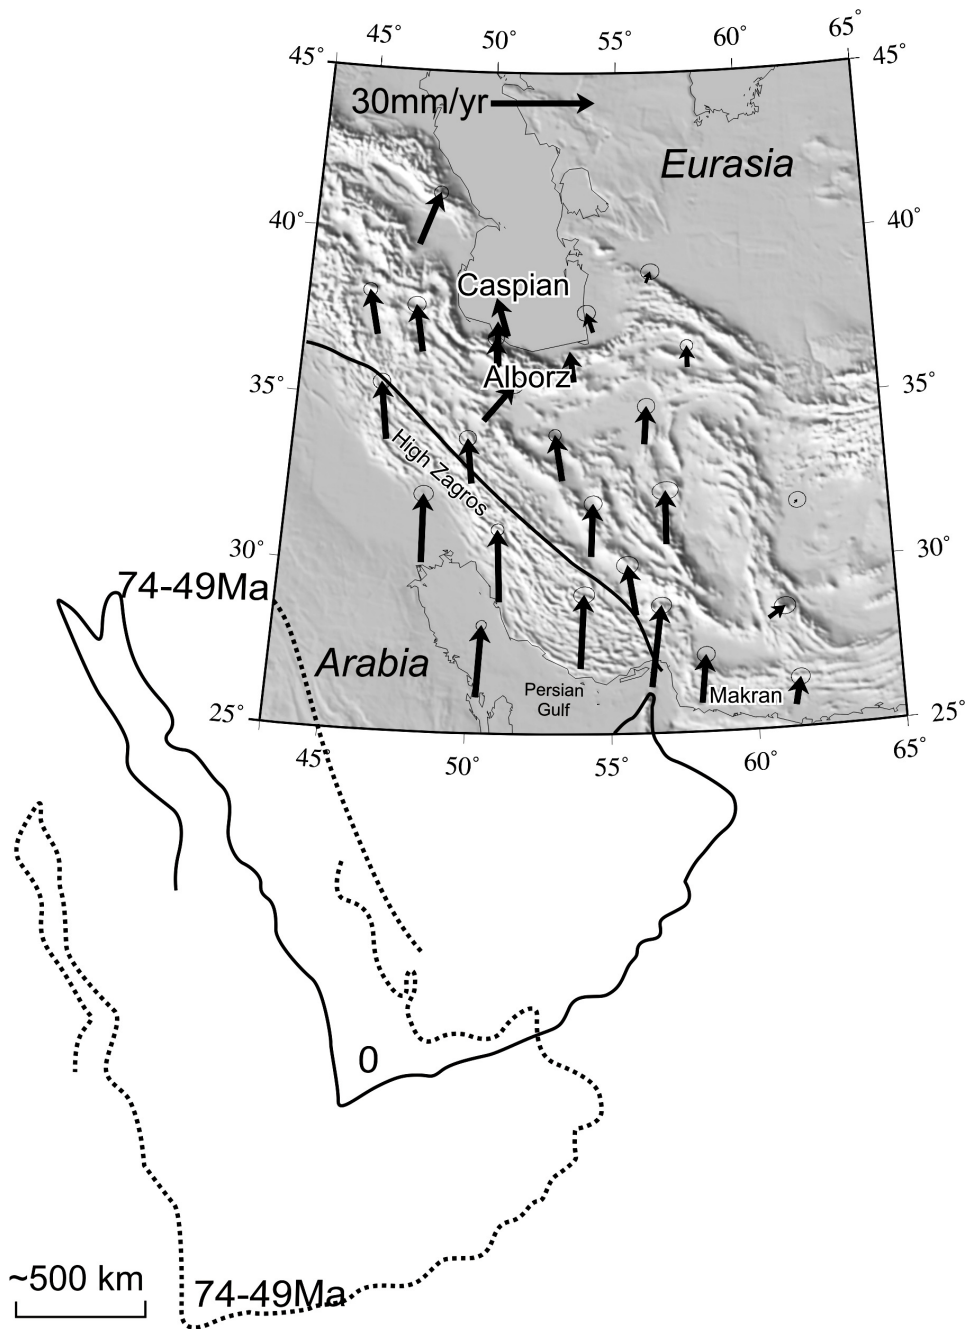 45° 50° 55° 60° 65°
45° 45°
30mm/yr
Eurasia
40° 40°
Caspian
Alborz
35° 35°
High Zagros
30° 30°
74-49Ma
Arabia
Persian
Gulf
Makran
25° 25°
45° 50° 55° 60° 65°
0
~500 km
74-49Ma